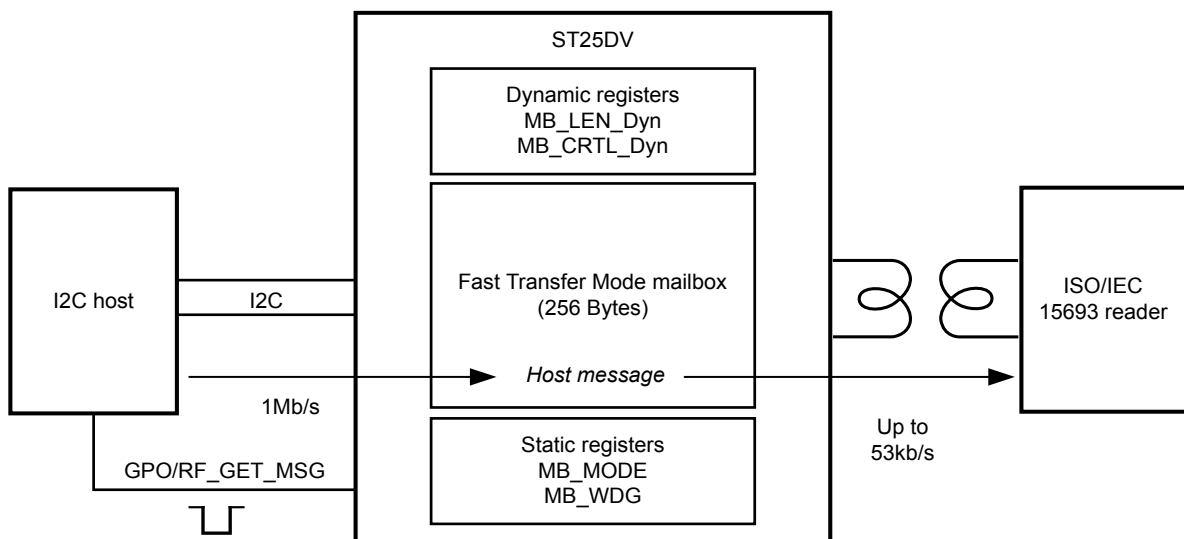 ST25DV
Dynamic registers
MB_LEN_Dyn
MB_CRTL_Dyn
I2C host
I2C
Fast Transfer Mode mailbox
(256 Bytes)
ISO/IEC
15693 reader
Host message
1Mb/s
Up to
53kb/s
GPO/RF_GET_MSG
Static registers
MB_MODE
MB_WDG